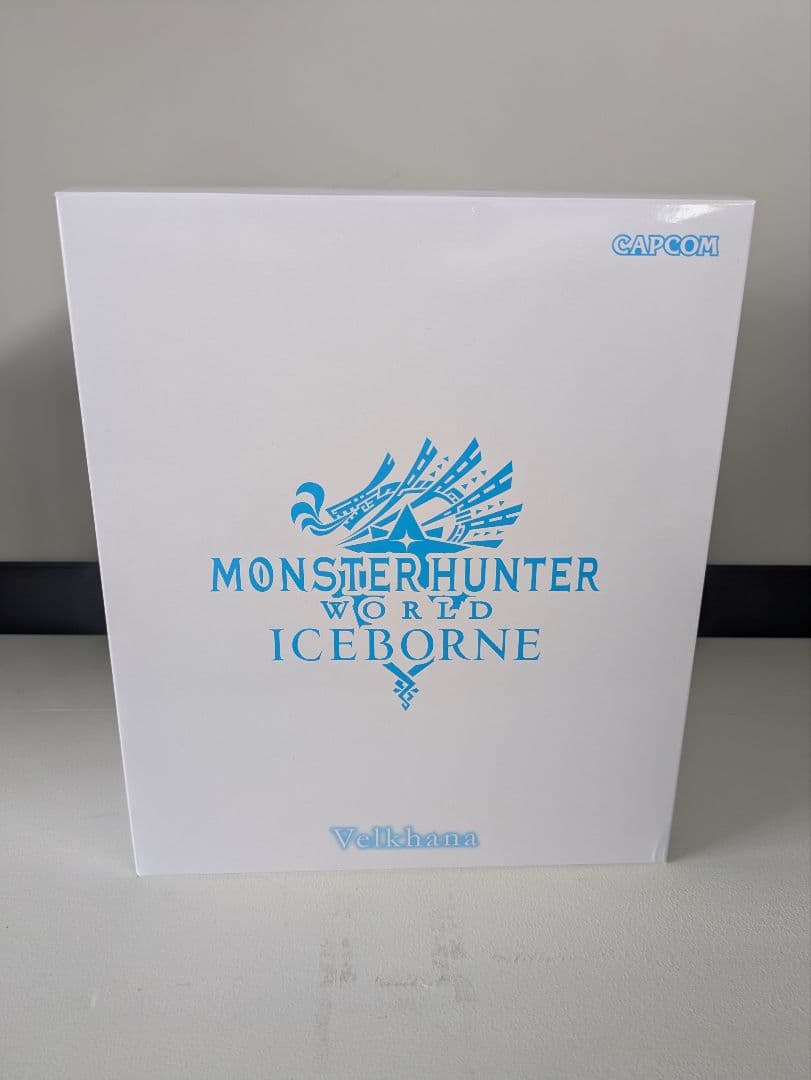 CAPCOM
MONSTER HUNTER
WORLD
ICEBORNE
Velkhana